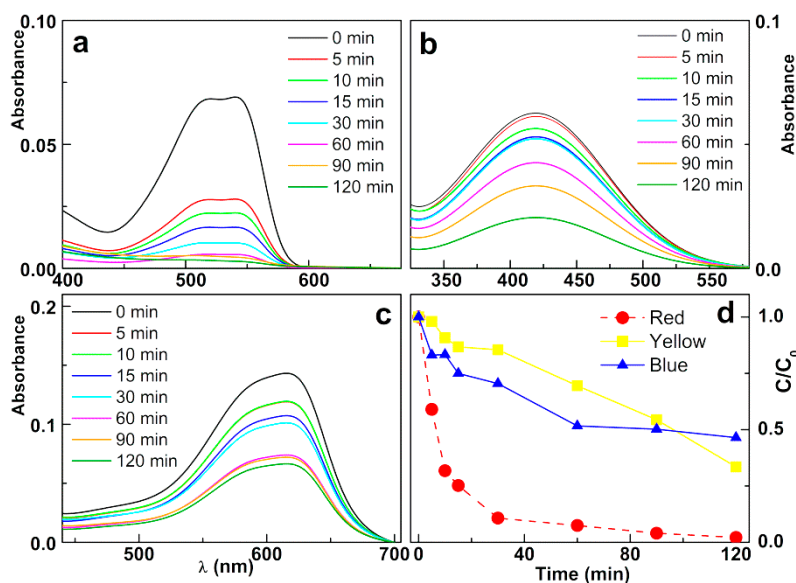 a
Absorbance
0.10
0.05
0.00
400
500
600
0 min
5 min
10 min
15 min
30 min
60 min
90 min
120 min
b
Absorbance
0.1
0.0
350
400
450
500
550
0 min
5 min
10 min
15 min
30 min
60 min
90 min
120 min
c
Absorbance
0.2
0.1
0.0
500
600
700
λ (nm)
0 min
5 min
10 min
15 min
30 min
60 min
90 min
120 min
d
Red
Yellow
Blue
C/C0
1.0
0.5
0.0
0
40
80
120
Time (min)